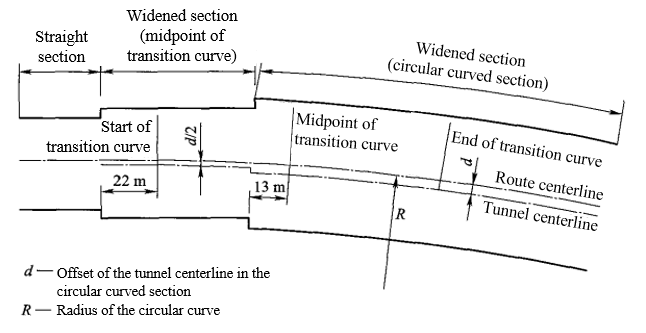 Widened section
(midpoint of
transition curve)
Straight
section
Widened section
(circular curved section)
Start of
transition curve
d/2
Midpoint of
transition curve
End of transition curve
d
22 m
13 m
Route centerline
R
Tunnel centerline
d — Offset of the tunnel centerline in the
circular curved section
R — Radius of the circular curve